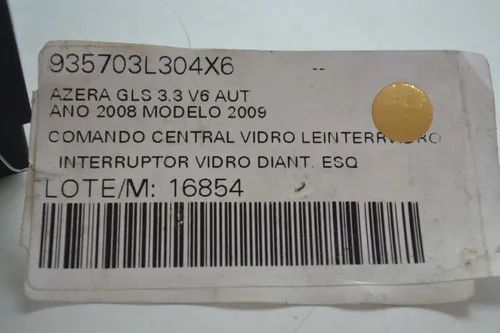 935703L304X6
AZERA GLS 3.3 V6 AUT
ANO 2008 MODELO 2009
COMANDO CENTRAL VIDRO LEINTERRVIDRO
INTERRUPTOR VIDRO DIANT. ESQ
LOTE/M: 16854